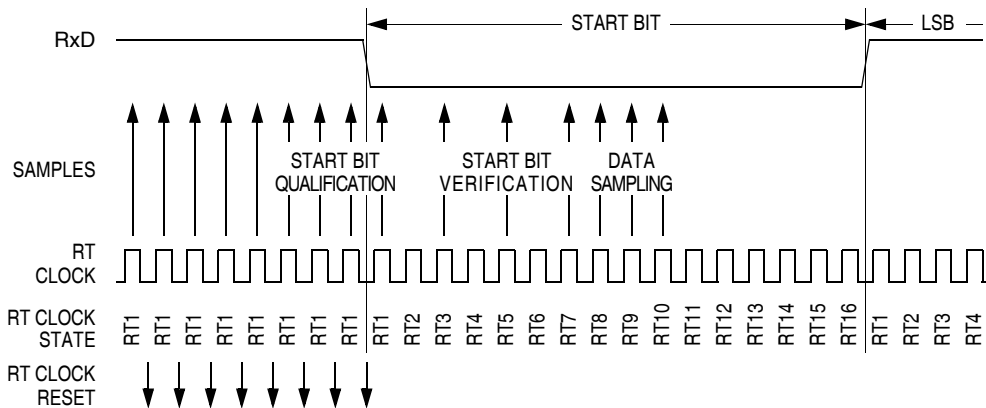 START BIT LSB
RxD
SAMPLES
START BIT QUALIFICATION
START BIT VERIFICATION
DATA SAMPLING
RT CLOCK
RT CLOCK STATE
RT1 RT1 RT1 RT1 RT1 RT1 RT1 RT1 RT1 RT2 RT3 RT4 RT5 RT6 RT7 RT8 RT9 RT10 RT11 RT12 RT13 RT14 RT15 RT16 RT1 RT2 RT3 RT4
RT CLOCK RESET